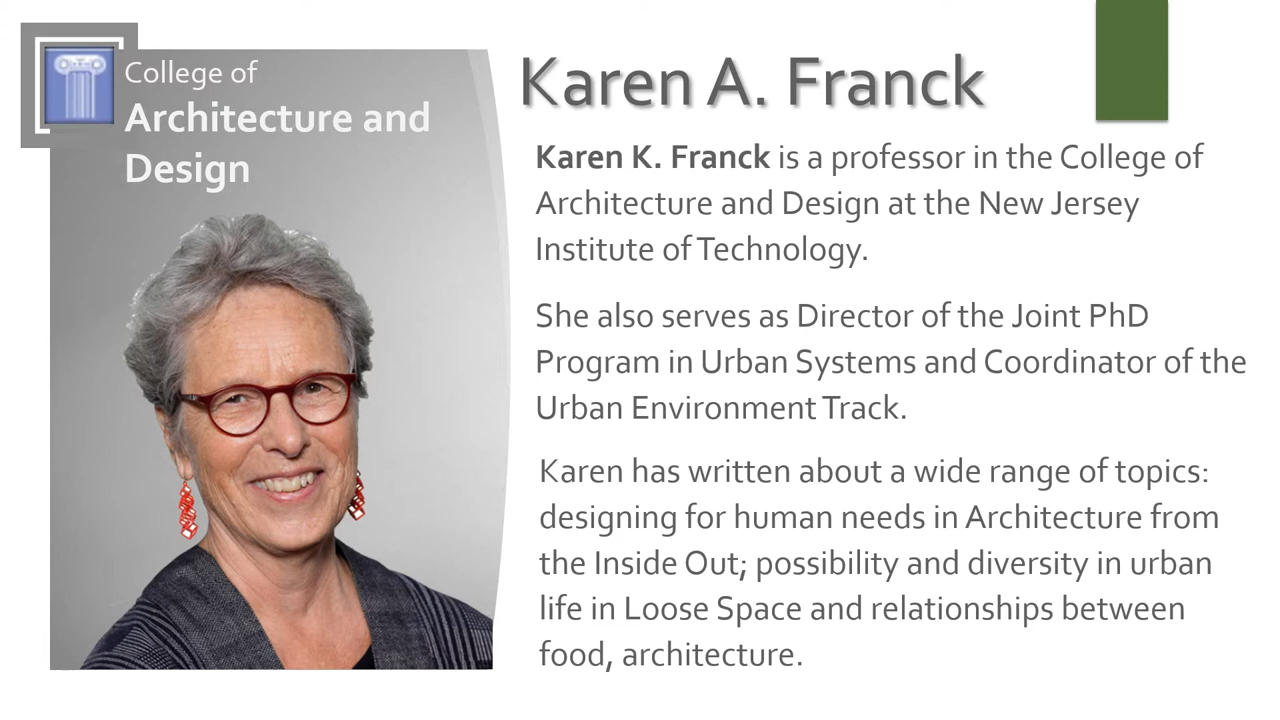 College of
Architecture and
Design
Karen A. Franck
Karen K. Franck is a professor in the College of
Architecture and Design at the New Jersey
Institute of Technology.
She also serves as Director of the Joint PhD
Program in Urban Systems and Coordinator of the
Urban Environment Track.
Karen has written about a wide range of topics:
designing for human needs in Architecture from
the Inside Out; possibility and diversity in urban
life in Loose Space and relationships between
food, architecture.